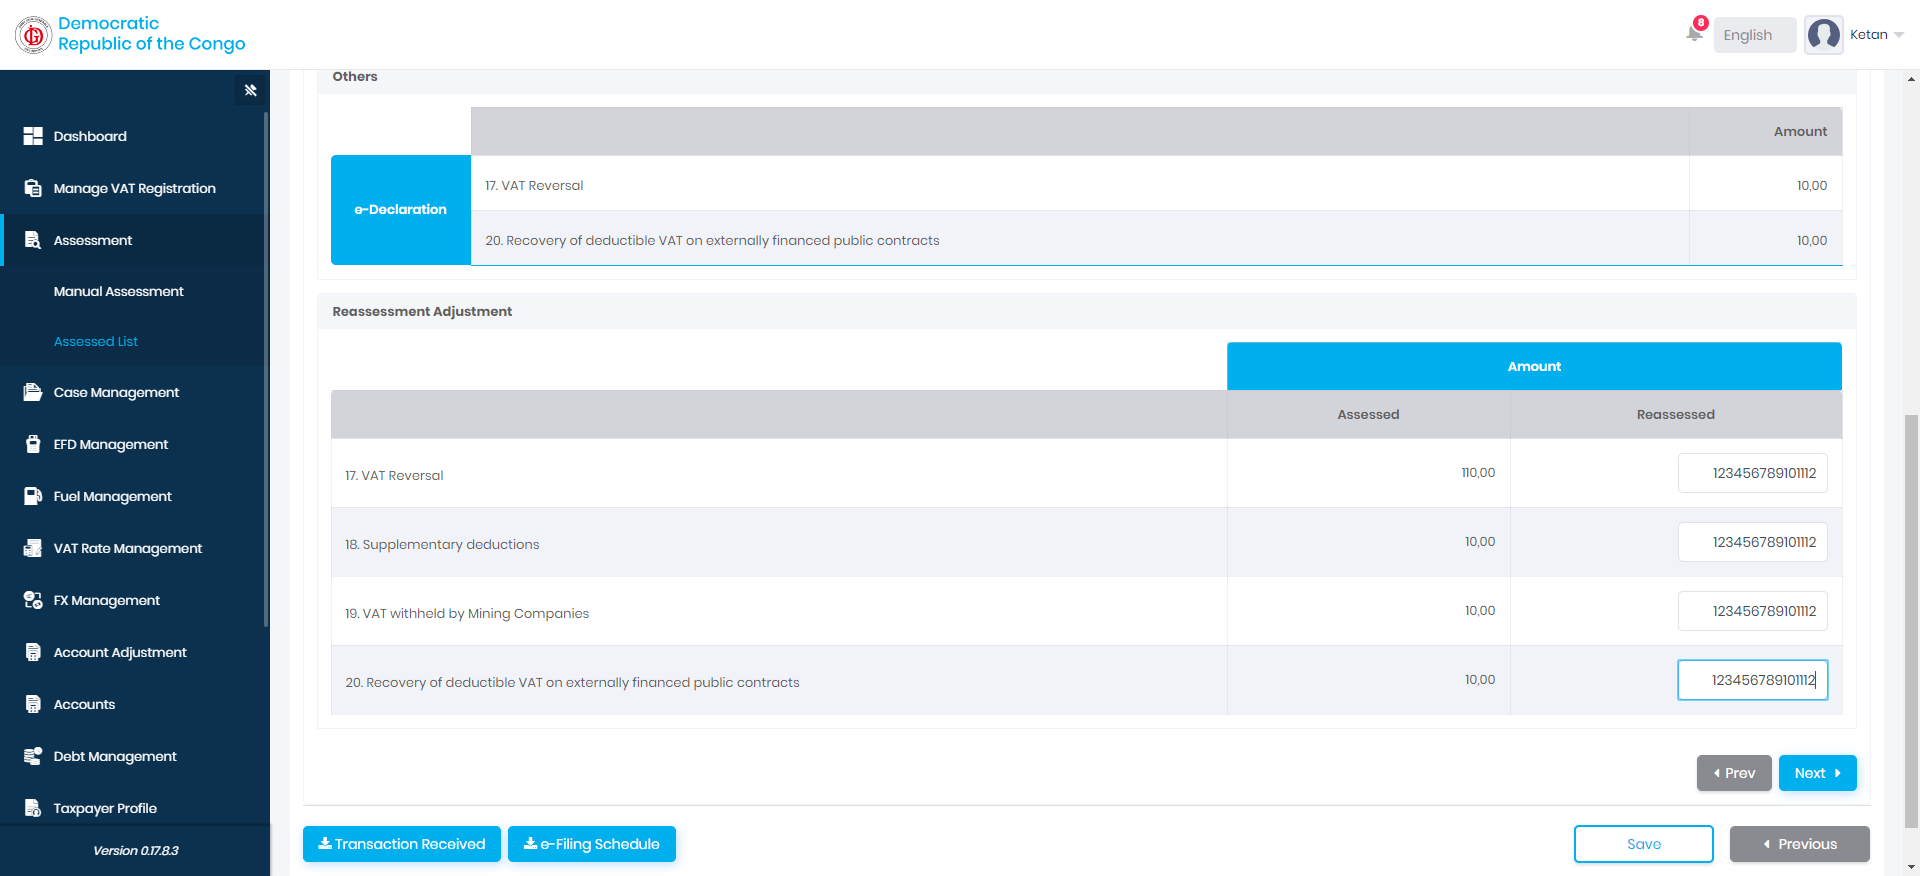 Democratic
Republic of the Congo
8
English
Ketan
Dashboard
Manage VAT Registration
Assessment
Manual Assessment
Assessed List
Case Management
EFD Management
Fuel Management
VAT Rate Management
FX Management
Account Adjustment
Accounts
Debt Management
Taxpayer Profile
Version 0.17.8.3
Others
Amount
e-Declaration
17. VAT Reversal 10,00
20. Recovery of deductible VAT on externally financed public contracts 10,00
Reassessment Adjustment
Amount
Assessed Reassessed
17. VAT Reversal 110,00 123456789101112
18. Supplementary deductions 10,00 123456789101112
19. VAT withheld by Mining Companies 10,00 123456789101112
20. Recovery of deductible VAT on externally financed public contracts 10,00 123456789101112
Prev Next
Transaction Received e-Filing Schedule Save Previous